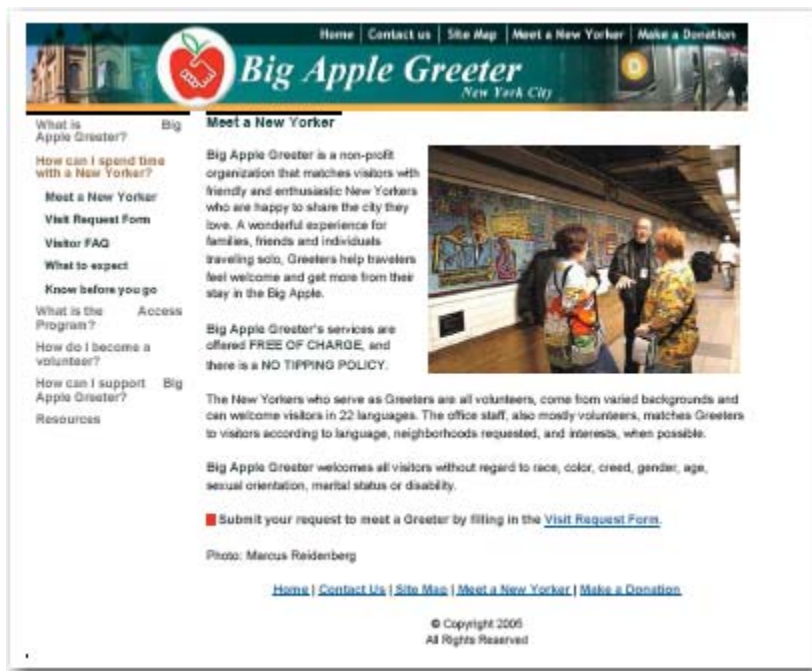 Home | Contact us | Site Map | Meet a New Yorker | Make a Donation
Big Apple Greeter
New York City
What is Big
Apple Greeter?
How can I spend time
with a New Yorker?
Meet a New Yorker
Visit Request Form
Visitor FAQ
What to expect
Know before you go
What is the Access
Program?
How do I become a
volunteer?
How can I support Big
Apple Greeter?
Resources
Meet a New Yorker
Big Apple Greeter is a non-profit
organization that matches visitors with
friendly and enthusiastic New Yorkers
who are happy to share the city they
love. A wonderful experience for
families, friends and individuals
traveling solo, Greeters help travelers
feel welcome and get more from their
stay in the Big Apple.
Big Apple Greeter's services are
offered FREE OF CHARGE, and
there is a NO TIPPING POLICY.
The New Yorkers who serve as Greeters are all volunteers, come from varied backgrounds and
can welcome visitors in 22 languages. The office staff, also mostly volunteers, matches Greeters
to visitors according to language, neighborhoods requested, and interests, when possible.
Big Apple Greeter welcomes all visitors without regard to race, color, creed, gender, age,
sexual orientation, marital status or disability.
Submit your request to meet a Greeter by filling in the Visit Request Form.
Photo: Marcus Reidenberg
Home | Contact Us | Site Map | Meet a New Yorker | Make a Donation
© Copyright 2005
All Rights Reserved